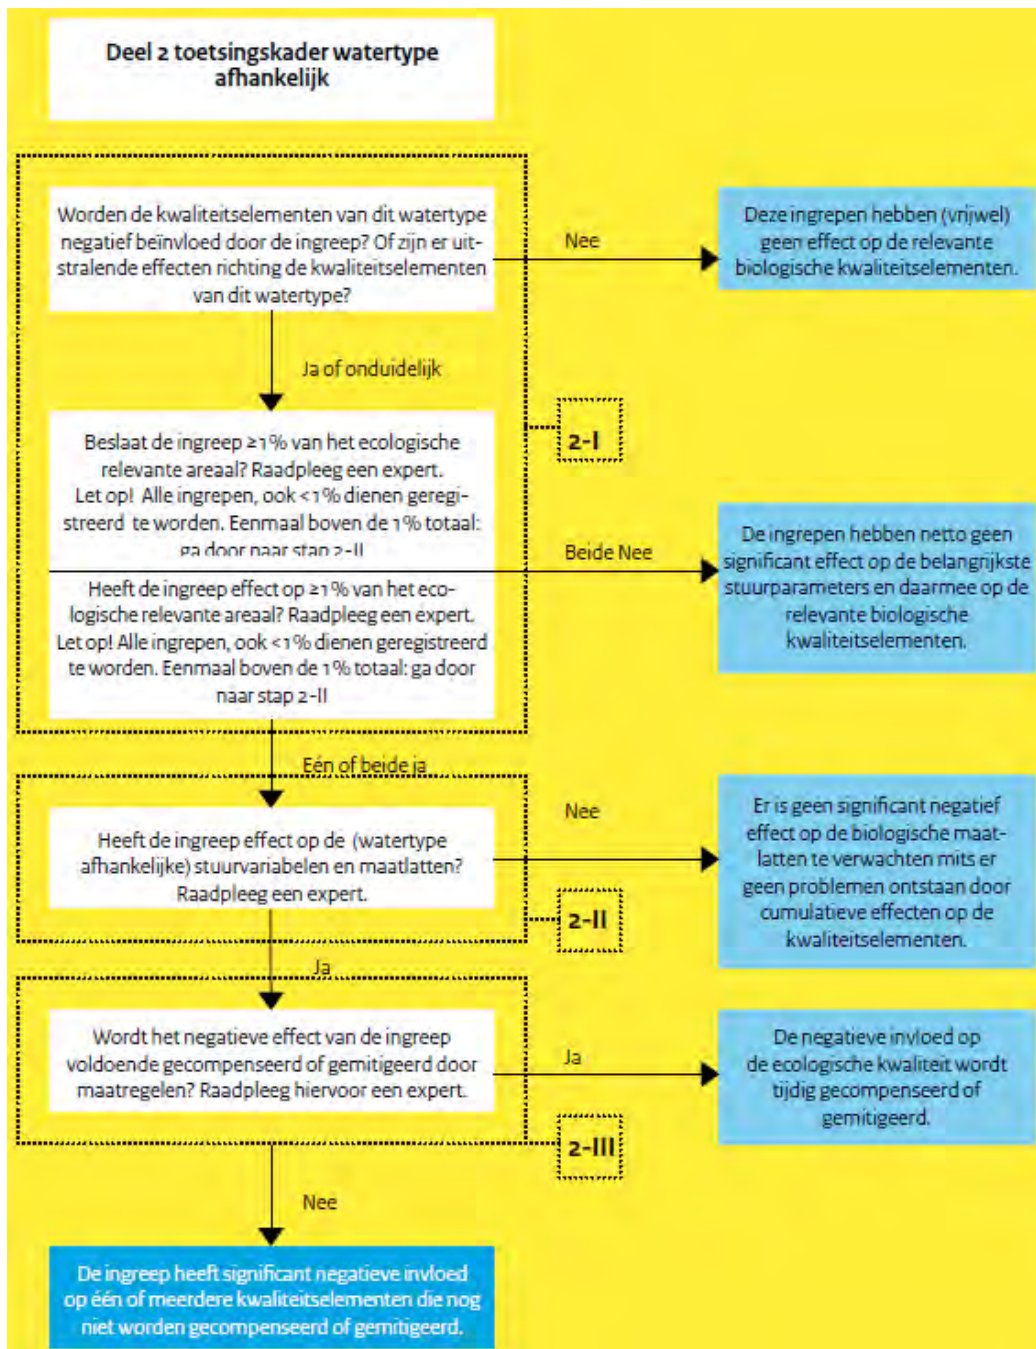 Deel 2 toetsingskader watertype
afhankelijk
Worden de kwaliteitselementen van dit watertype
negatief beïnvloed door de ingreep? Of zijn er uit-
stralende effecten richting de kwaliteitselementen
van dit watertype?
Nee
Deze ingrepen hebben (vrijwel)
geen effect op de relevante
biologische kwaliteitselementen.
Ja of onduidelijk
Beslaat de ingreep ≥1% van het ecologische
relevante areaal? Raadpleeg een expert.
Let op! Alle ingrepen, ook <1% dienen geregi-
streerd te worden. Eenmaal boven de 1% totaal:
ga door naar stap 2-II
2-I
Beide Nee
De ingrepen hebben netto geen
significant effect op de belangrijkste
stuurparameters en daarmee op de
relevante biologische
kwaliteitselementen.
Heeft de ingreep effect op ≥1% van het eco-
logische relevante areaal? Raadpleeg een expert.
Let op! Alle ingrepen, ook <1% dienen geregistreerd
te worden. Eenmaal boven de 1% totaal: ga door
naar stap 2-II
Eén of beide ja
Heeft de ingreep effect op de (watertype
afhankelijke) stuurvariabelen en maatlatten?
Raadpleeg een expert.
Nee
2-II
Er is geen significant negatief
effect op de biologische maat-
latten te verwachten mits er
geen problemen ontstaan door
cumulatieve effecten op de
kwaliteitselementen.
Ja
Wordt het negatieve effect van de ingreep
voldoende gecompenseerd of gemitigeerd door
maatregelen? Raadpleeg hiervoor een expert.
Ja
2-III
De negatieve invloed op
de ecologische kwaliteit wordt
tijdig gecompenseerd of
gemitigeerd.
Nee
De ingreep heeft significant negatieve invloed
op één of meerdere kwaliteitselementen die nog
niet worden gecompenseerd of gemitigeerd.